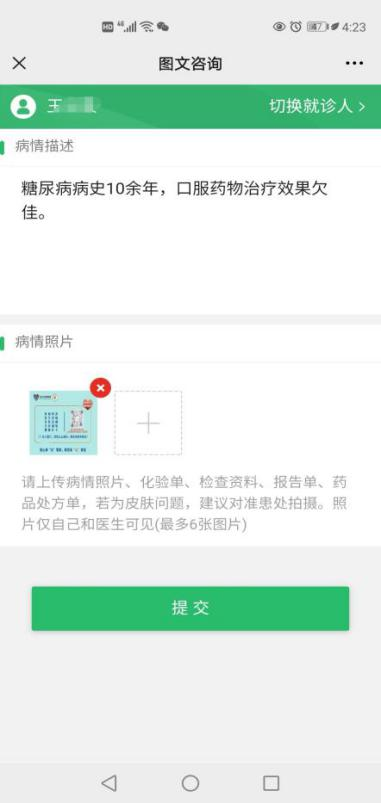 HD 4G 47 4:23
图文咨询
王
切换就诊人 >
病情描述
糖尿病病史10余年，口服药物治疗效果欠
佳。
病情照片
请上传病情照片、化验单、检查资料、报告单、药
品处方单，若为皮肤问题，建议对准患处拍摄。照
片仅自己和医生可见(最多6张图片)
提交